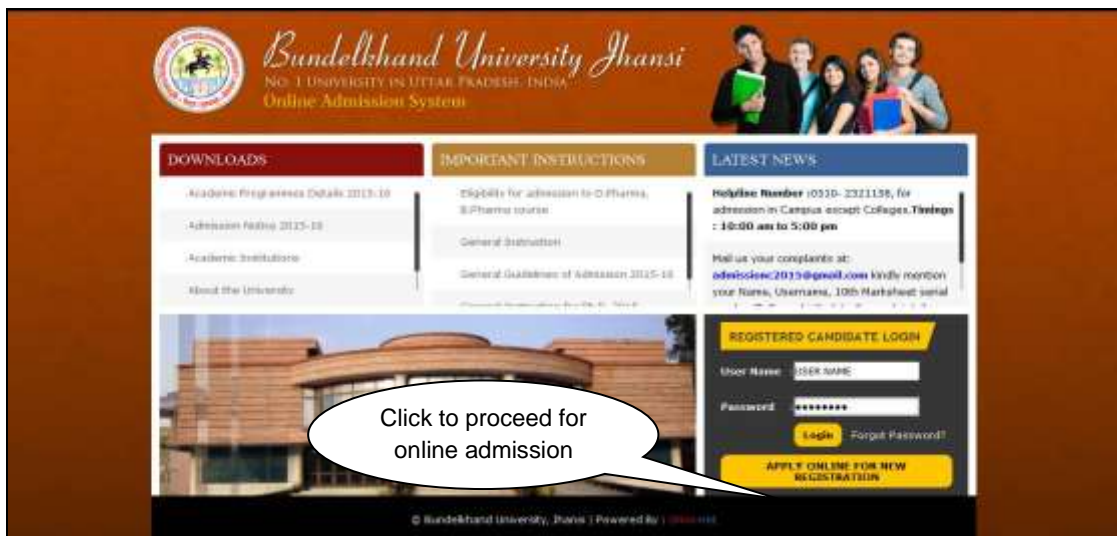 Bundelkhand University Jhansi
No. 1 University in Uttar Pradesh, India
Online Admission System
DOWNLOADS
Academic Programmes Details 2015-16
Admission Notice 2015-16
Academic Institutions
About the University
IMPORTANT INSTRUCTIONS
Eligibility for admission to D.Pharma,
B.Pharma course
General Instruction
General Guidelines of Admission 2015-16
LATEST NEWS
Helpline Number :0510- 2321138, for
admission in Campus except Colleges.Timings
: 10:00 am to 5:00 pm
Mail us your complaints at:
admissionc2015@gmail.com kindly mention
your Name, Username, 10th Marksheet serial
REGISTERED CANDIDATE LOGIN
User Name USER NAME
Password
Login Forgot Password?
APPLY ONLINE FOR NEW
REGISTRATION
Click to proceed for
online admission
© Bundelkhand University, Jhansi | Powered By :